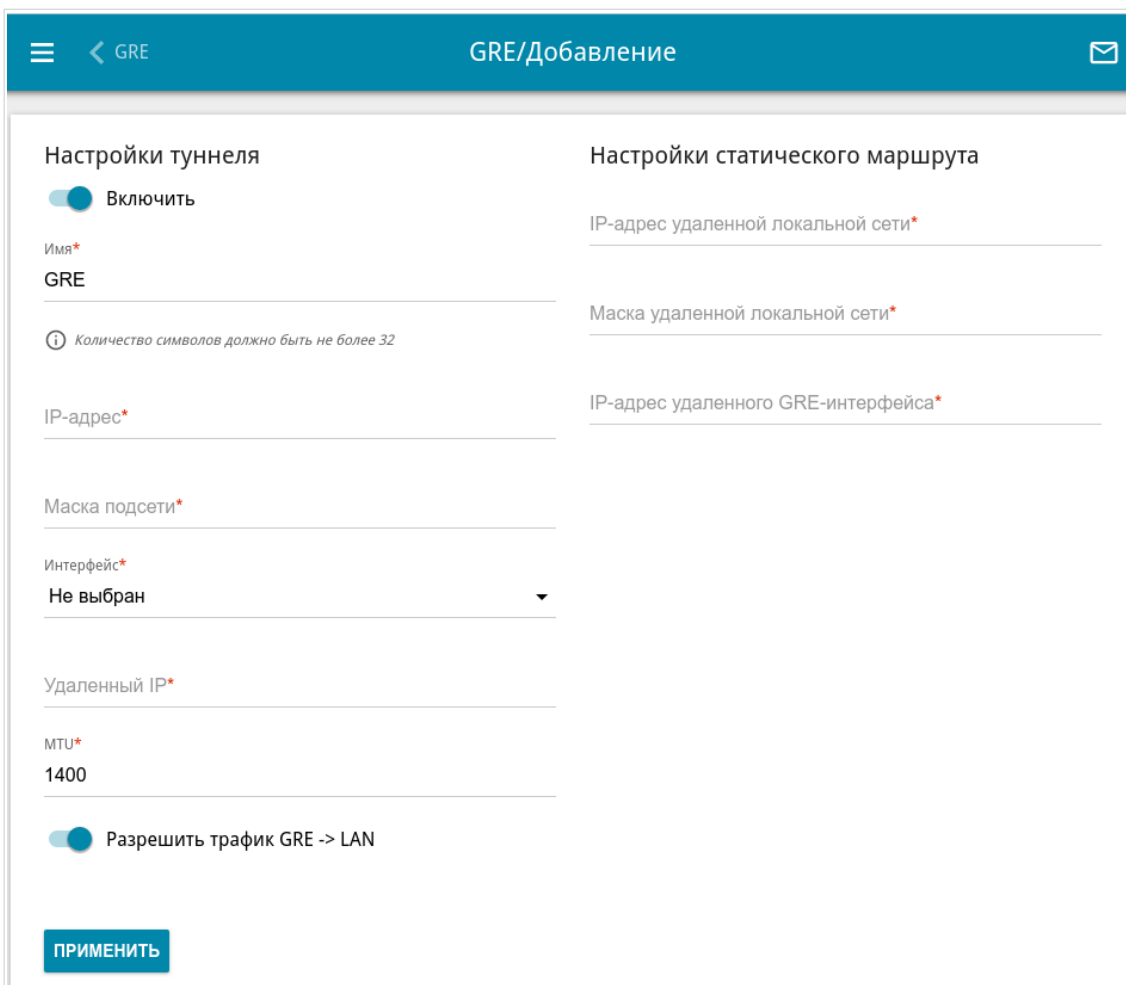 GRE
GRE/Добавление
Настройки туннеля
Включить
Имя*
GRE
Количество символов должно быть не более 32
IP-адрес*
Маска подсети*
Интерфейс*
Не выбран
Удаленный IP*
MTU*
1400
Разрешить трафик GRE -> LAN
ПРИМЕНИТЬ
Настройки статического маршрута
IP-адрес удаленной локальной сети*
Маска удаленной локальной сети*
IP-адрес удаленного GRE-интерфейса*